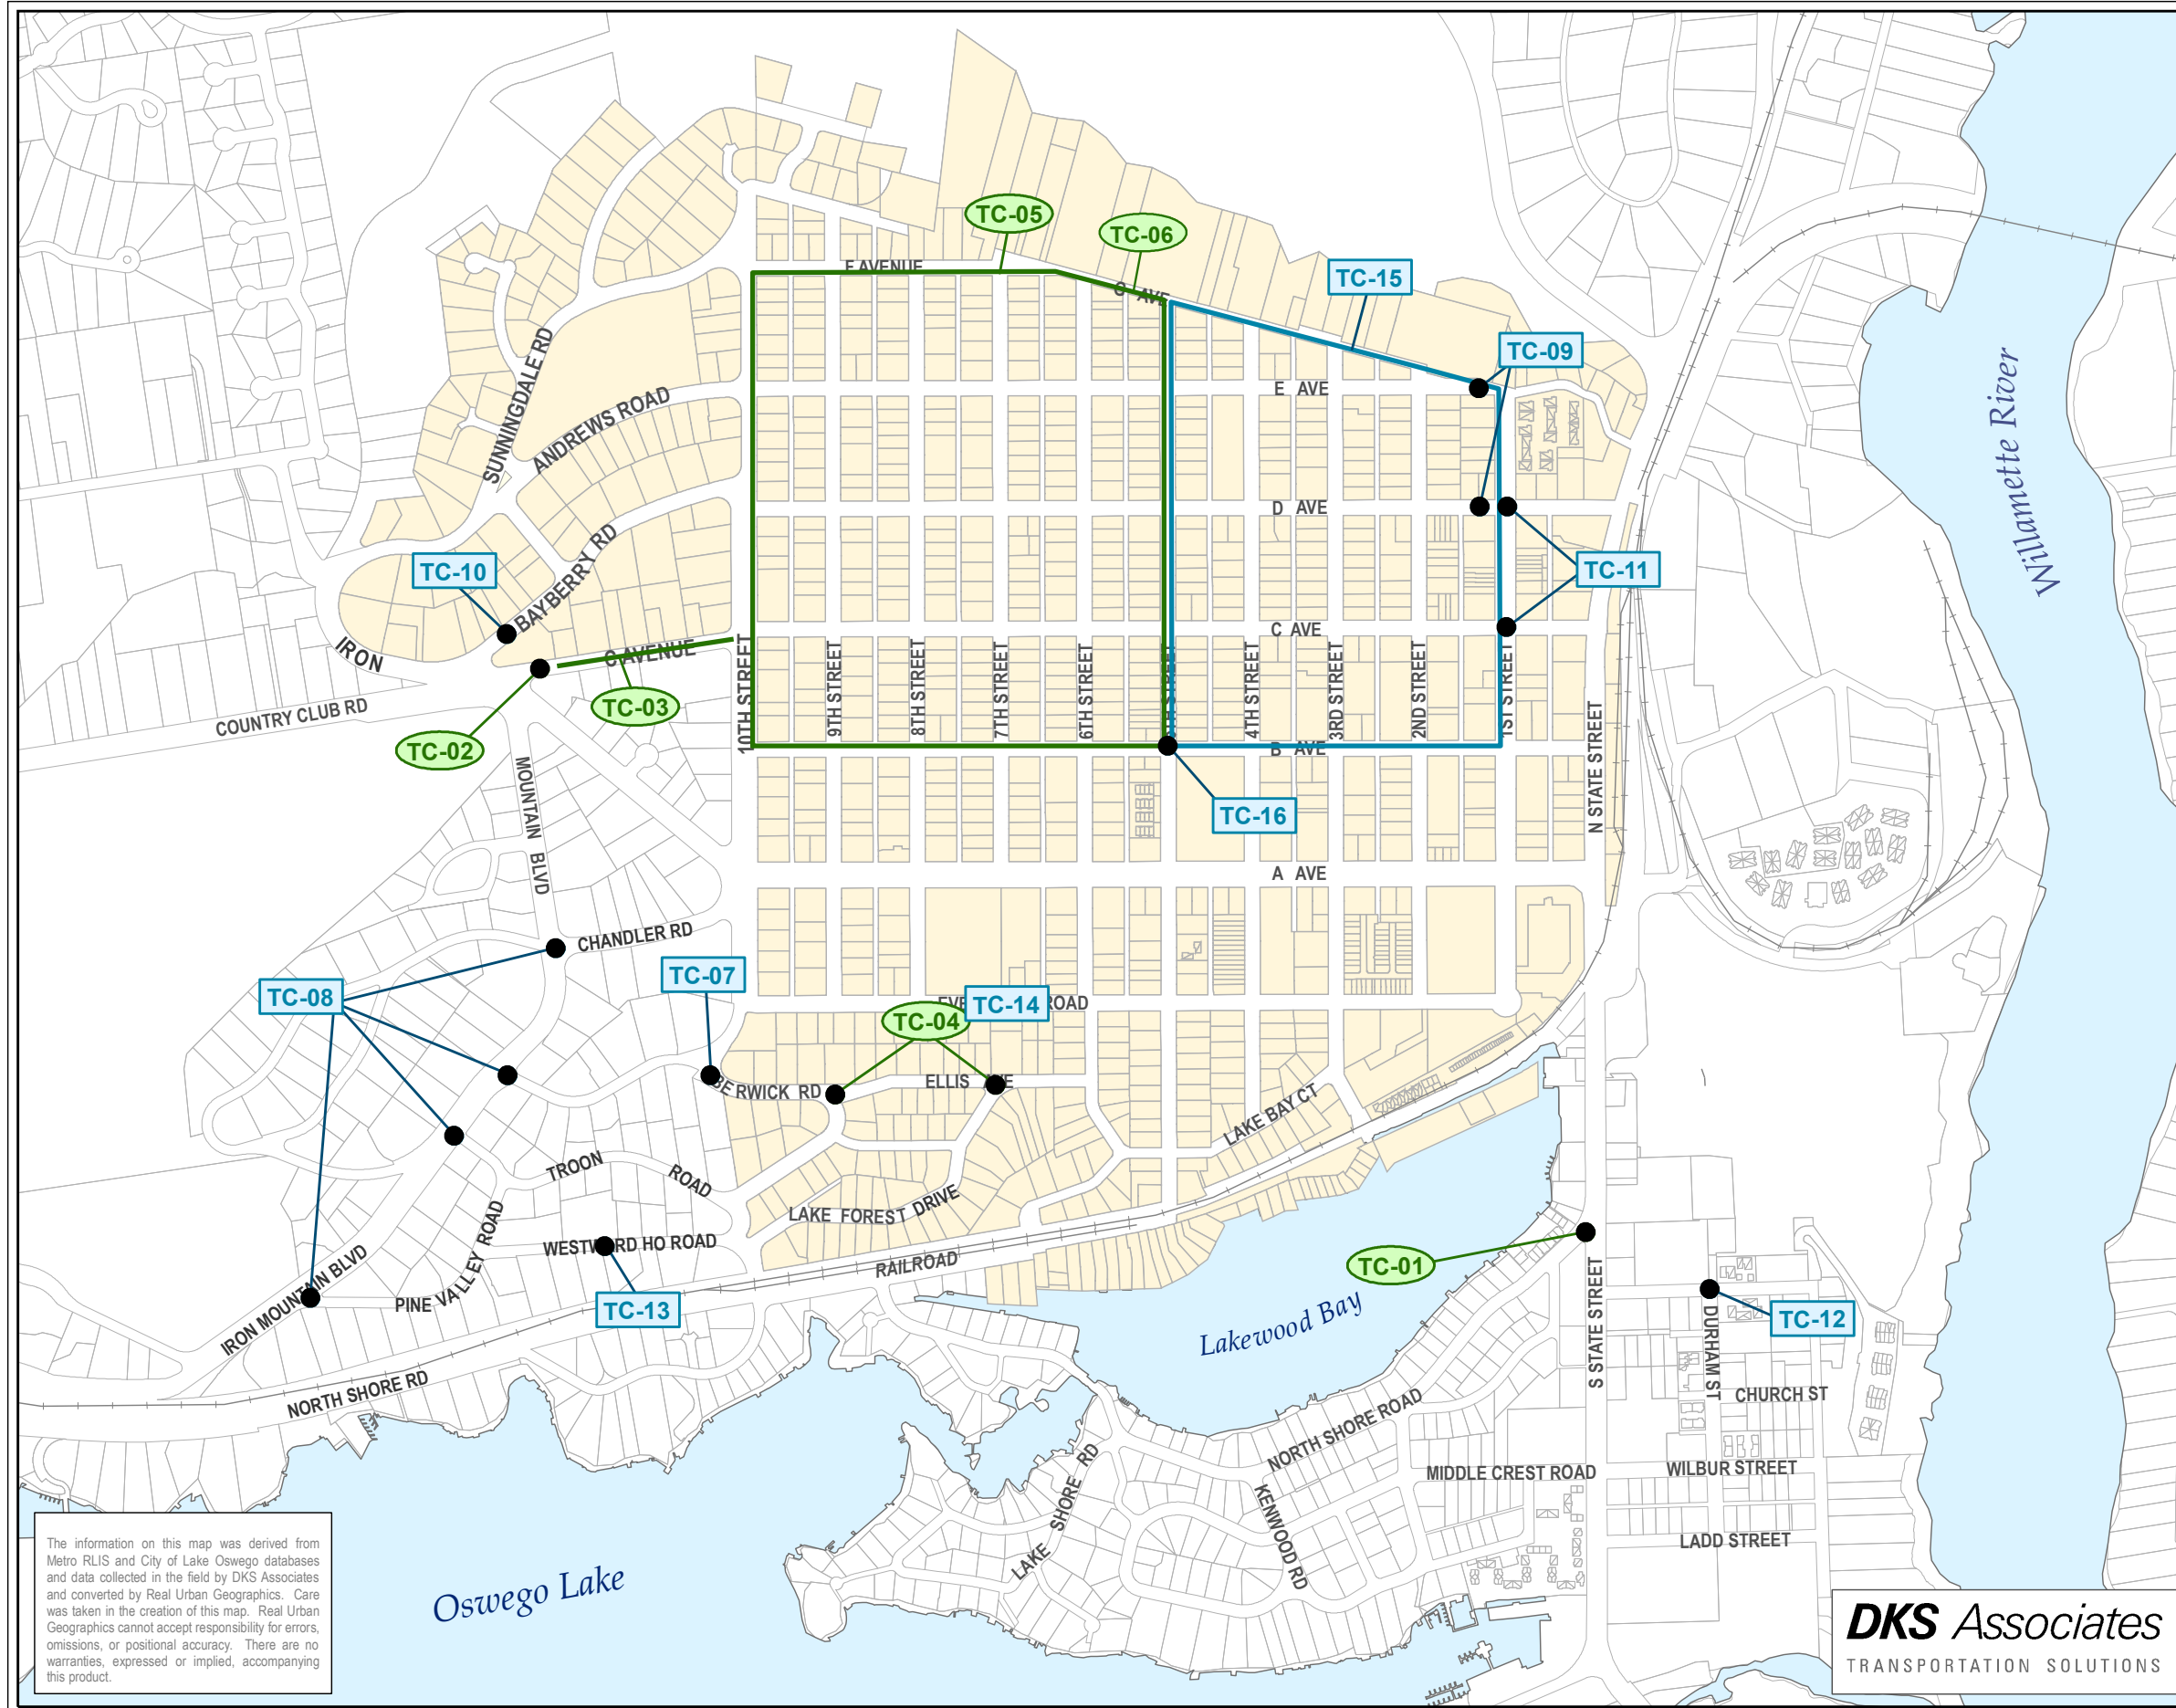 TC-05
TC-06
F AVENUE
TC-15
G AVE
TC-09
SUNNINGDALE RD
E AVE
ANDREWS ROAD
Willamette River
D AVE
TC-10
BAYBERRY RD
TC-11
IRON
C AVENUE
C AVE
TC-03
COUNTRY CLUB RD
TC-02
10TH STREET
9TH STREET
8TH STREET
7TH STREET
6TH STREET
STREET
4TH STREET
3RD STREET
2ND STREET
1ST STREET
B AVE
N STATE STREET
MOUNTAIN BLVD
TC-16
A AVE
CHANDLER RD
TC-07
TC-08
TC-14
ROAD
TC-04
BERWICK RD
ELLIS AVE
LAKE BAY CT
TROON ROAD
LAKE FOREST DRIVE
PINE VALLEY ROAD
WESTWARD HO ROAD
RAILROAD
TC-01
IRON MOUNTAIN BLVD
TC-13
Lakewood Bay
S STATE STREET
TC-12
DURHAM ST
NORTH SHORE RD
CHURCH ST
NORTH SHORE ROAD
MIDDLE CREST ROAD
WILBUR STREET
LAKE SHORE RD
KENWOOD RD
LADD STREET
Oswego Lake
The information on this map was derived from
Metro RLIS and City of Lake Oswego databases
and data collected in the field by DKS Associates
and converted by Real Urban Geographics. Care
was taken in the creation of this map. Real Urban
Geographics cannot accept responsibility for errors,
omissions, or positional accuracy. There are no
warranties, expressed or implied, accompanying
this product.
DKS Associates
TRANSPORTATION SOLUTIONS